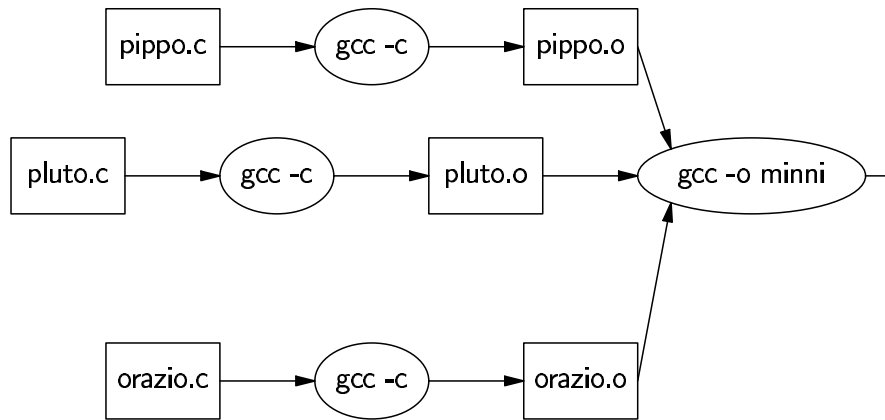 pippo.c gcc -c pippo.o
pluto.c gcc -c pluto.o gcc -o minni
orazio.c gcc -c orazio.o